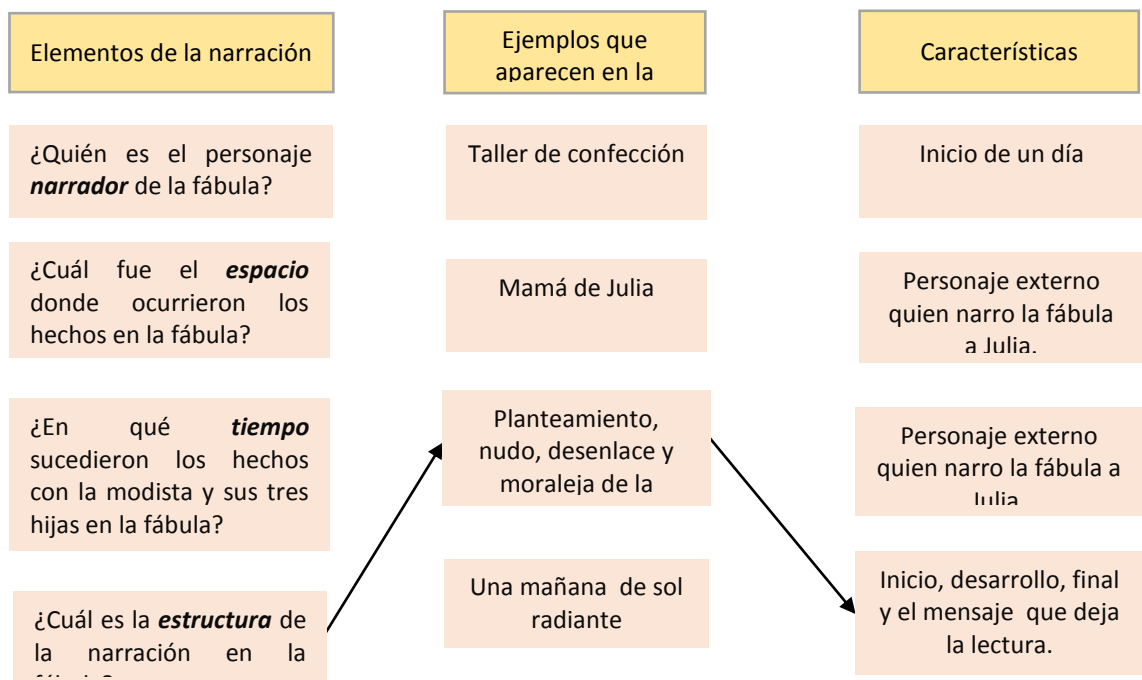 Elementos de la narración
Ejemplos que
aparecen en la
Características
¿Quién es el personaje
narrador de la fábula?
Taller de confección
Inicio de un día
¿Cuál fue el espacio
donde ocurrieron los
hechos en la fábula?
Mamá de Julia
Personaje externo
quien narro la fábula
a Julia.
¿En qué tiempo
sucedieron los hechos
con la modista y sus tres
hijas en la fábula?
Planteamiento,
nudo, desenlace y
moraleja de la
Personaje externo
quien narro la fábula a
Julia
¿Cuál es la estructura de
la narración en la
Una mañana de sol
radiante
Inicio, desarrollo, final
y el mensaje que deja
la lectura.